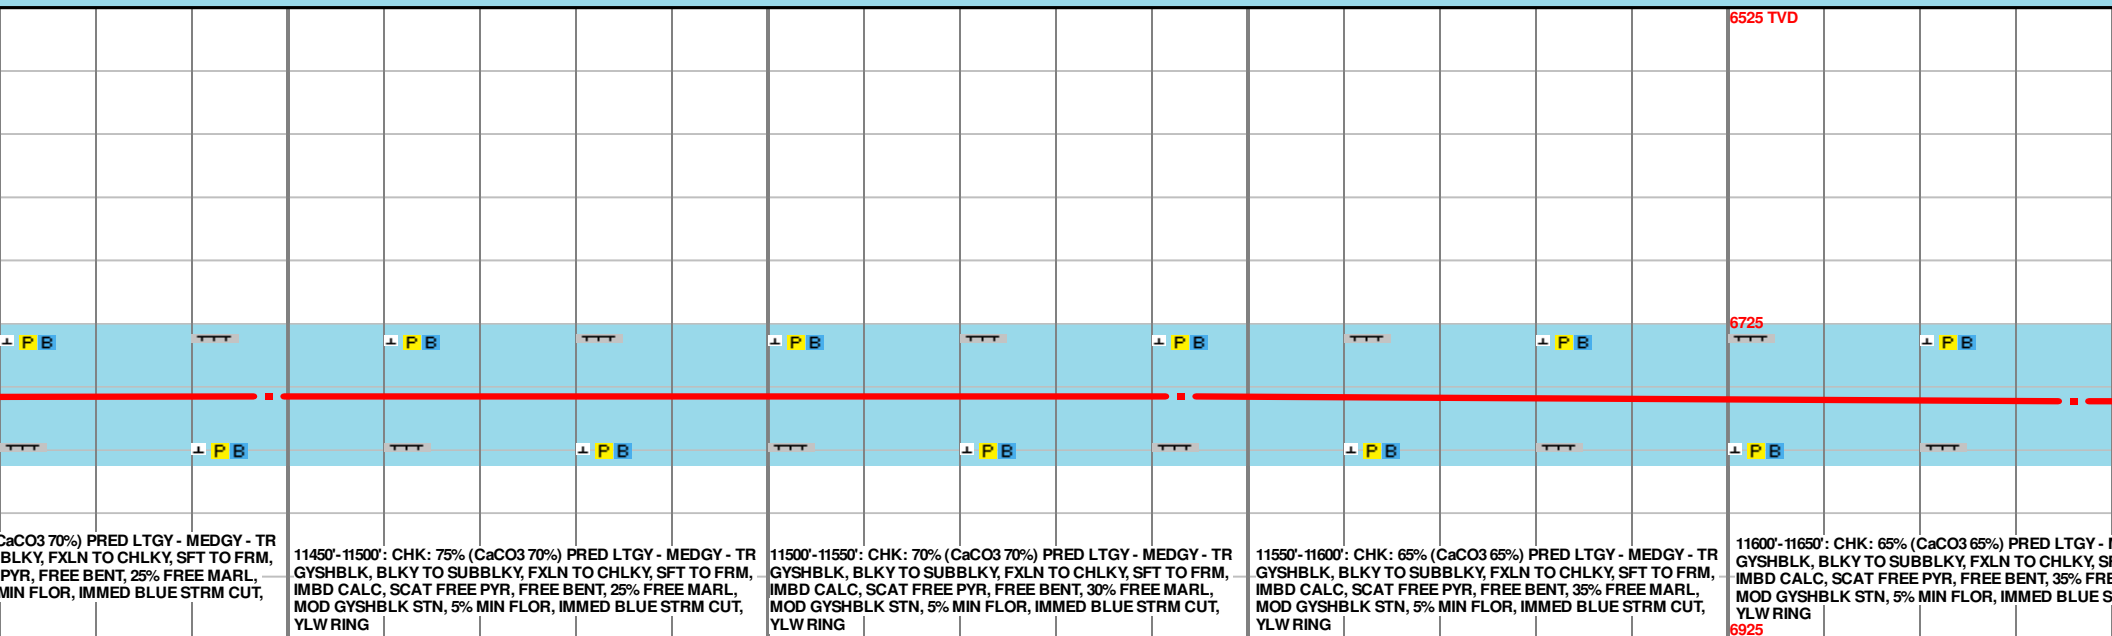 6525 TVD
6725
P B
P B
P B
P B
P B
P B
P B
P B
P B
P B
P B
CaCO3 70%) PRED LTGY - MEDGY - TR
BLKY, FXLN TO CHLKY, SFT TO FRM,
PYR, FREE BENT, 25% FREE MARL,
MIN FLOR, IMMED BLUE STRM CUT,
11450'-11500': CHK: 75% (CaCO3 70%) PRED LTGY - MEDGY - TR
GYSHBLK, BLKY TO SUBBLKY, FXLN TO CHLKY, SFT TO FRM,
IMBD CALC, SCAT FREE PYR, FREE BENT, 25% FREE MARL,
MOD GYSHBLK STN, 5% MIN FLOR, IMMED BLUE STRM CUT,
YLW RING
11500'-11550': CHK: 70% (CaCO3 70%) PRED LTGY - MEDGY - TR
GYSHBLK, BLKY TO SUBBLKY, FXLN TO CHLKY, SFT TO FRM,
IMBD CALC, SCAT FREE PYR, FREE BENT, 30% FREE MARL,
MOD GYSHBLK STN, 5% MIN FLOR, IMMED BLUE STRM CUT,
YLW RING
11550'-11600': CHK: 65% (CaCO3 65%) PRED LTGY - MEDGY - TR
GYSHBLK, BLKY TO SUBBLKY, FXLN TO CHLKY, SFT TO FRM,
IMBD CALC, SCAT FREE PYR, FREE BENT, 35% FREE MARL,
MOD GYSHBLK STN, 5% MIN FLOR, IMMED BLUE STRM CUT,
YLW RING
11600'-11650': CHK: 65% (CaCO3 65%) PRED LTGY -
GYSHBLK, BLKY TO SUBBLKY, FXLN TO CHLKY,
IMBD CALC, SCAT FREE PYR, FREE BENT, 35% FRE
MOD GYSHBLK STN, 5% MIN FLOR, IMMED BLUE S
YLW RING
6925